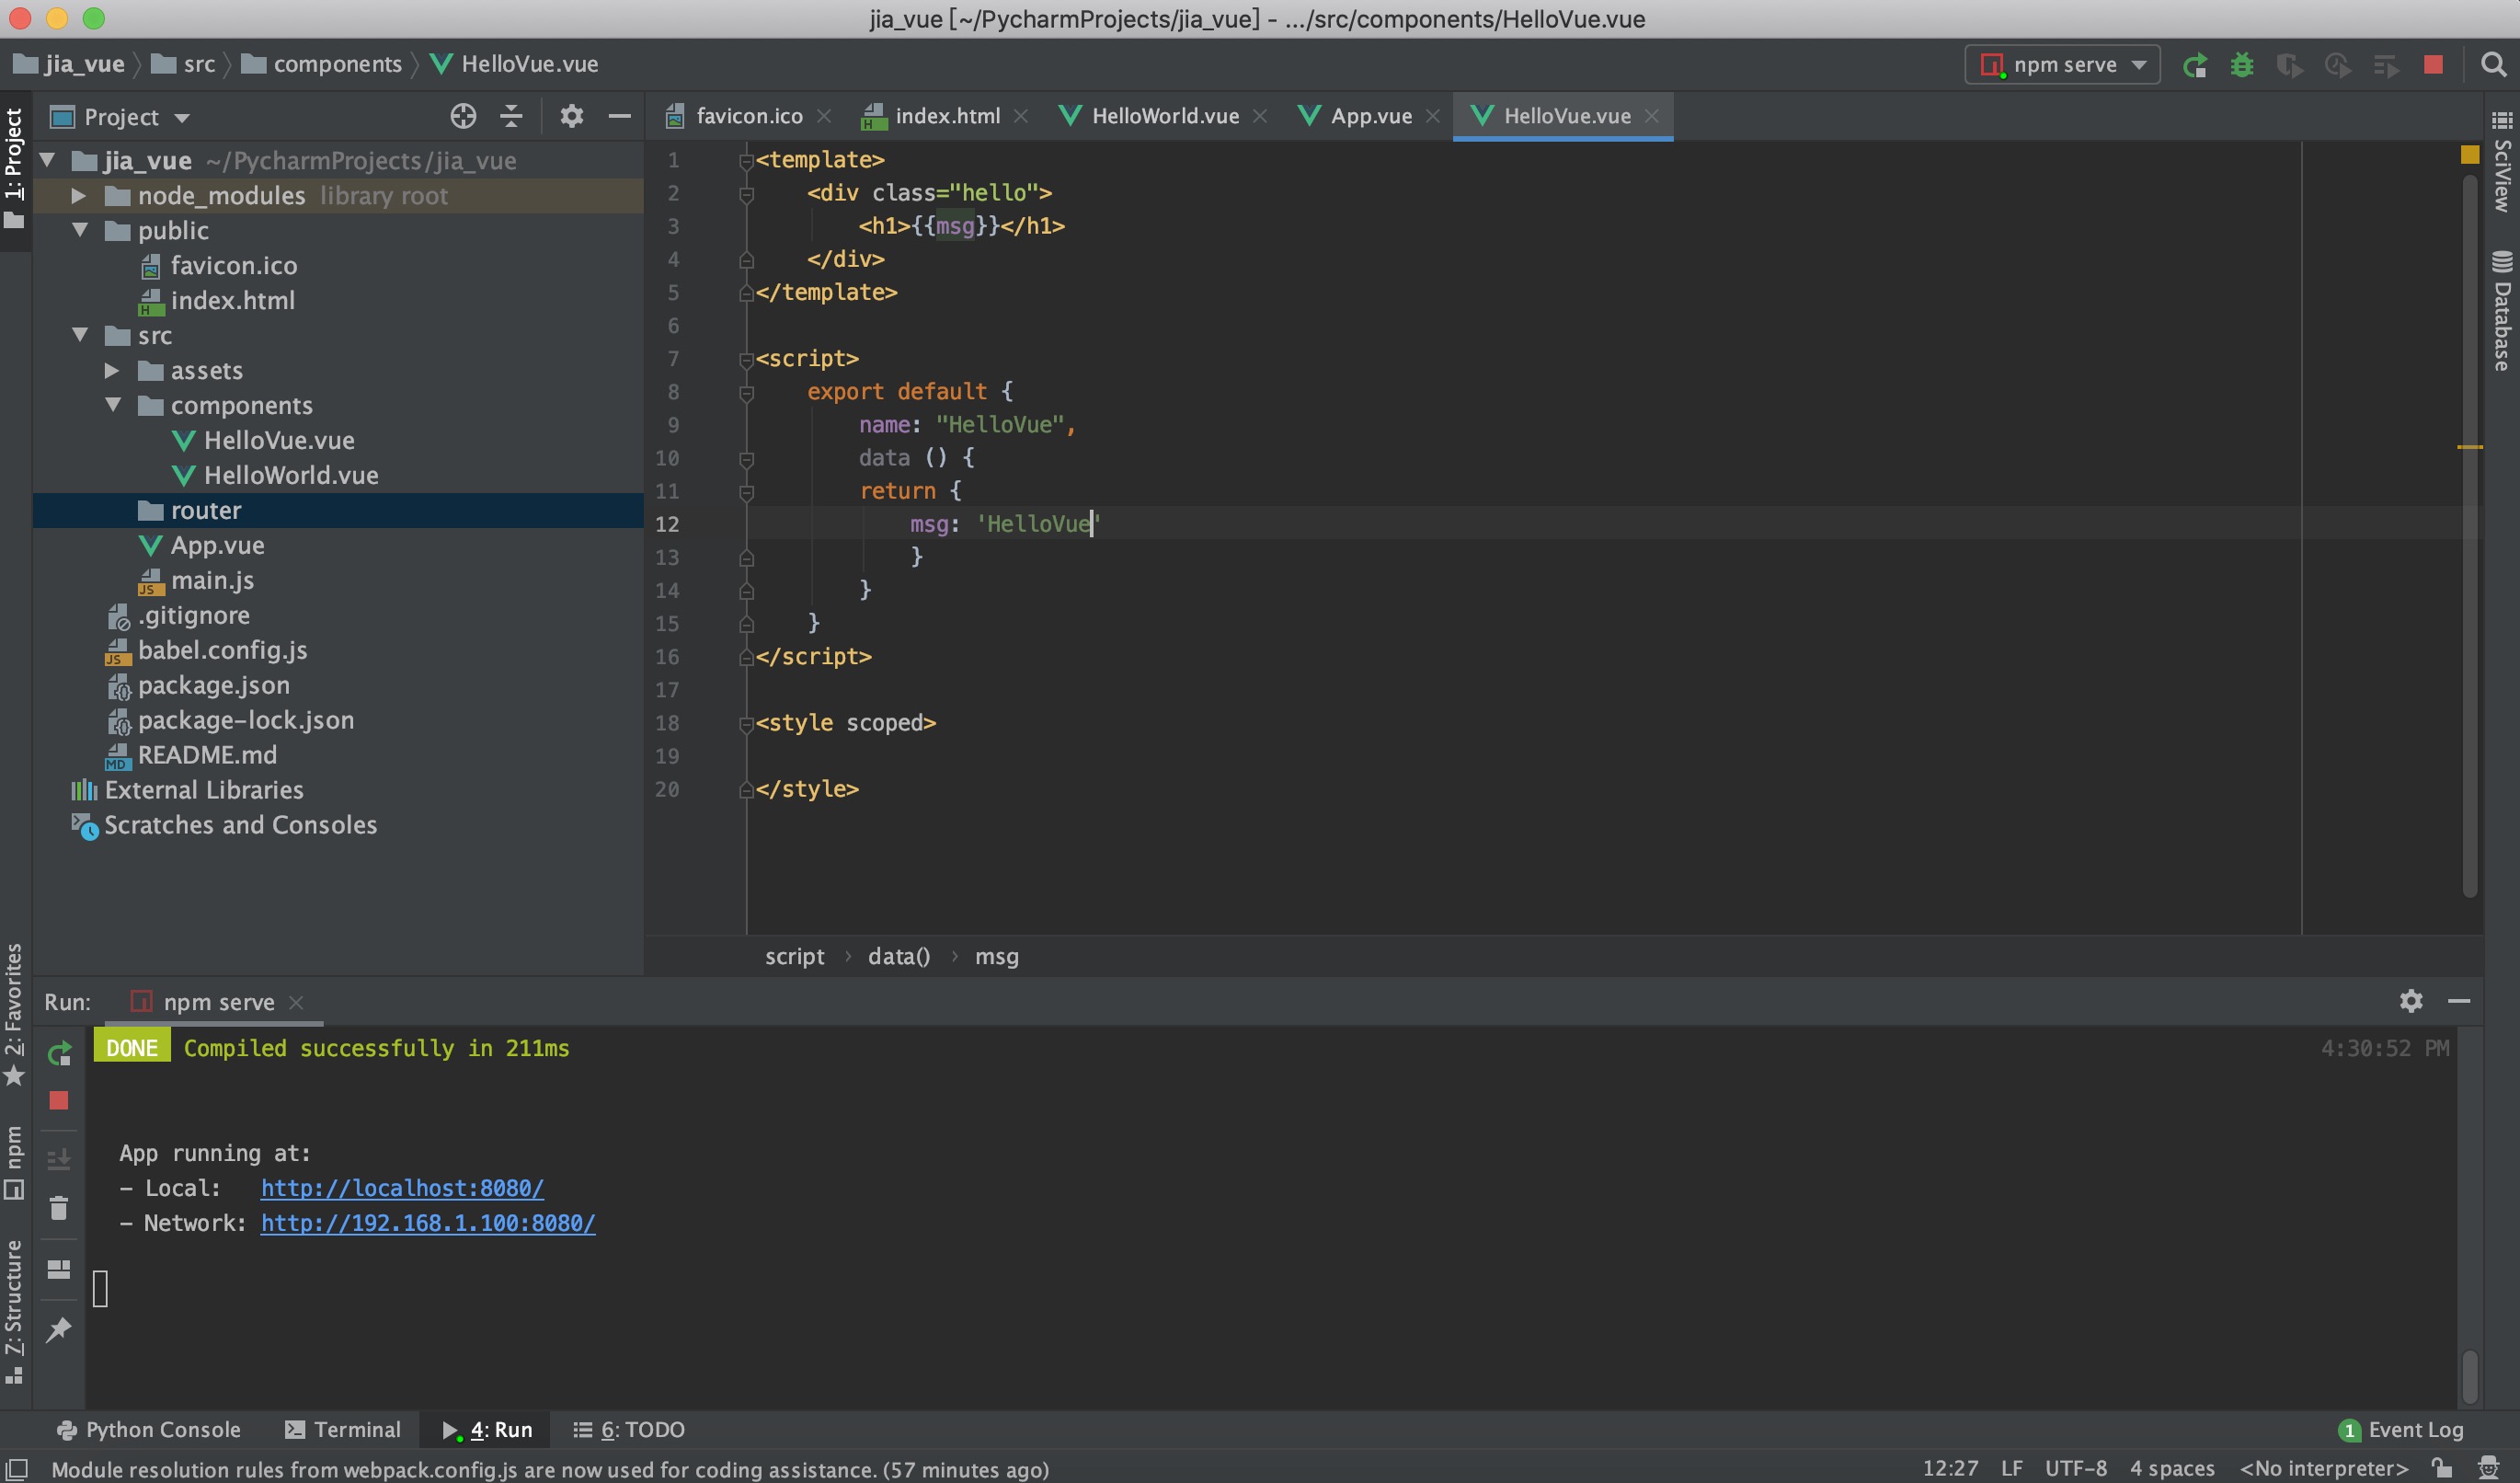 jia_vue [~/PycharmProjects/jia_vue] - .../src/components/HelloVue.vue
jia_vue src components HelloVue.vue
npm serve
1: Project
Project
favicon.ico index.html HelloWorld.vue App.vue HelloVue.vue
jia_vue ~/PycharmProjects/jia_vue
node_modules library root
public
favicon.ico
index.html
src
assets
components
HelloVue.vue
HelloWorld.vue
router
App.vue
main.js
.gitignore
babel.config.js
package.json
package-lock.json
README.md
External Libraries
Scratches and Consoles
1 <template>
2 <div class="hello">
3 <h1>{{msg}}</h1>
4 </div>
5 </template>
6
7 <script>
8 export default {
9 name: "HelloVue",
10 data () {
11 return {
12 msg: 'HelloVue'
13 }
14 }
15 }
16 </script>
17
18 <style scoped>
19
20 </style>
script › data() › msg
SciView
Database
2: Favorites
npm
7: Structure
Run: npm serve
DONE Compiled successfully in 211ms 4:30:52 PM
App running at:
- Local: http://localhost:8080/
- Network: http://192.168.1.100:8080/
Python Console Terminal 4: Run 6: TODO 1 Event Log
Module resolution rules from webpack.config.js are now used for coding assistance. (57 minutes ago) 12:27 LF UTF-8 4 spaces <No interpreter>